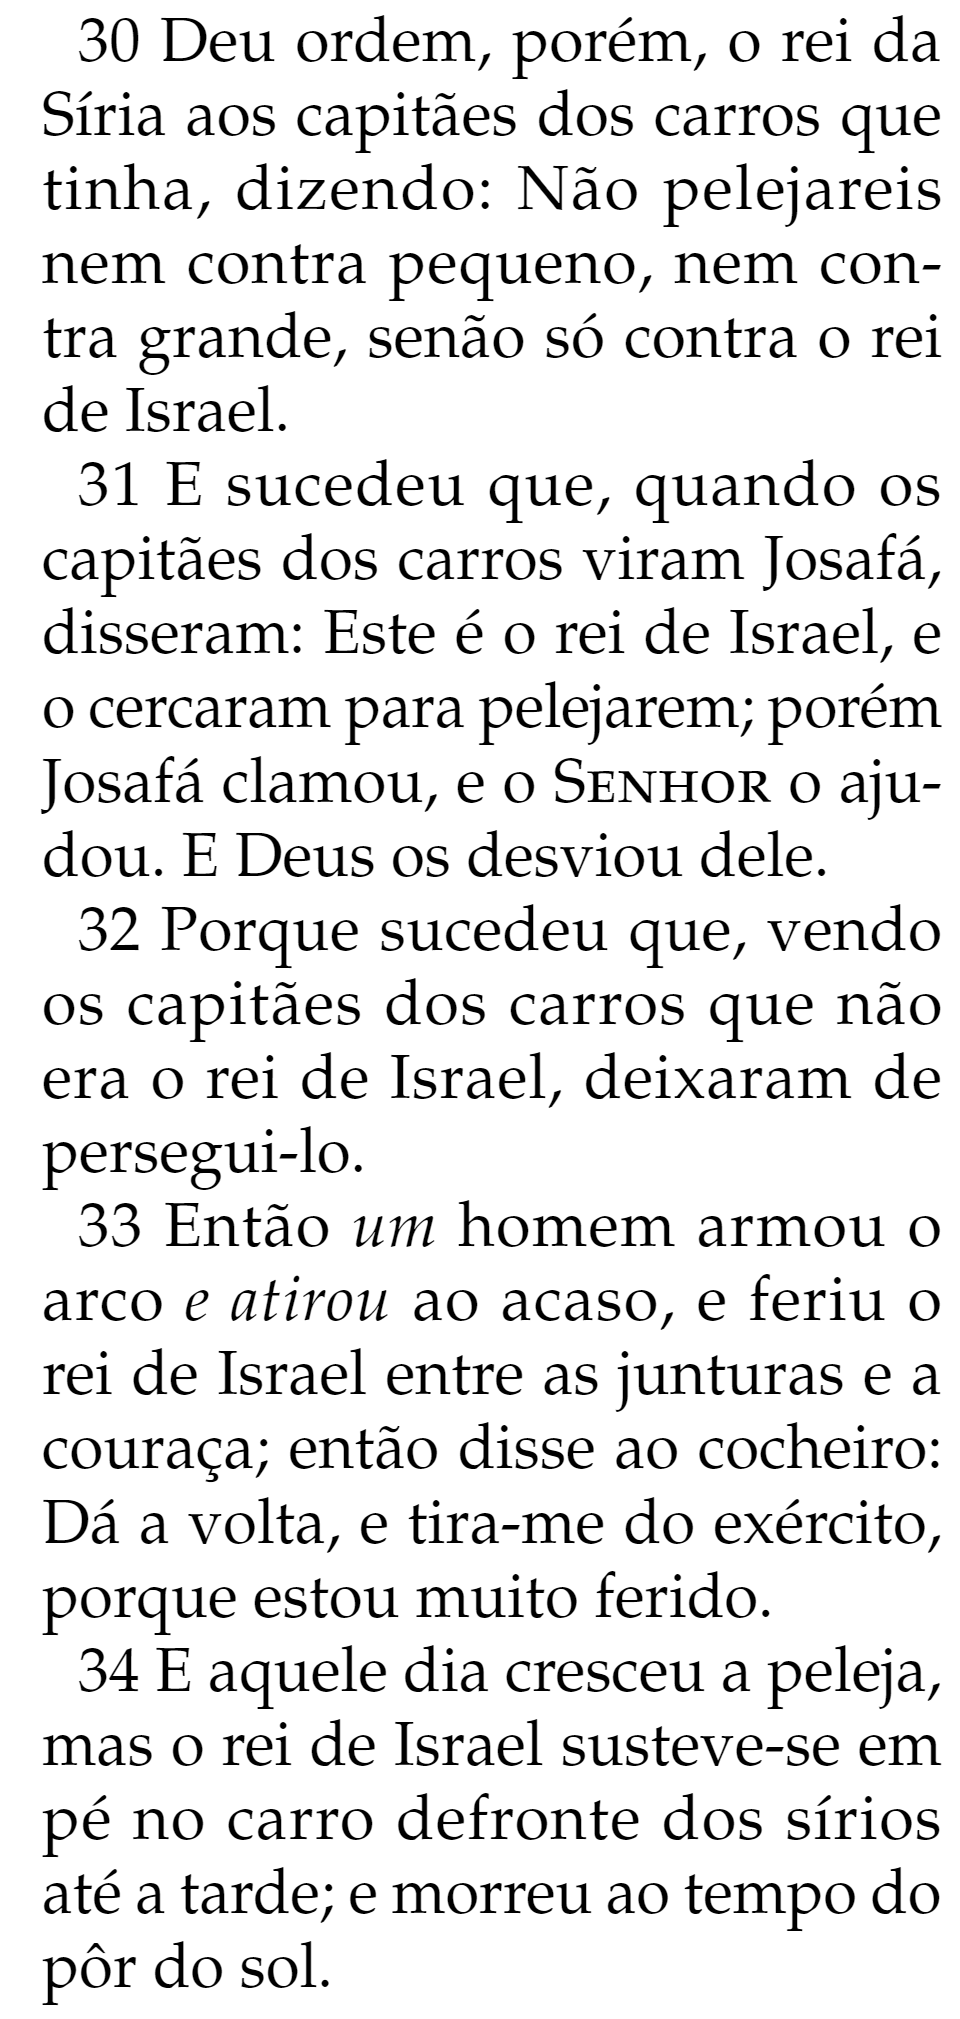 30 Deu ordem, porém, o rei da
Síria aos capitães dos carros que
tinha, dizendo: Não pelejareis
nem contra pequeno, nem con-
tra grande, senão só contra o rei
de Israel.
31 E sucedeu que, quando os
capitães dos carros viram Josafá,
disseram: Este é o rei de Israel, e
o cercaram para pelejarem; porém
Josafá clamou, e o SENHOR o aju-
dou. E Deus os desviou dele.
32 Porque sucedeu que, vendo
os capitães dos carros que não
era o rei de Israel, deixaram de
persegui-lo.
33 Então um homem armou o
arco e atirou ao acaso, e feriu o
rei de Israel entre as junturas e a
couraça; então disse ao cocheiro:
Dá a volta, e tira-me do exército,
porque estou muito ferido.
34 E aquele dia cresceu a peleja,
mas o rei de Israel susteve-se em
pé no carro defronte dos sírios
até a tarde; e morreu ao tempo do
pôr do sol.